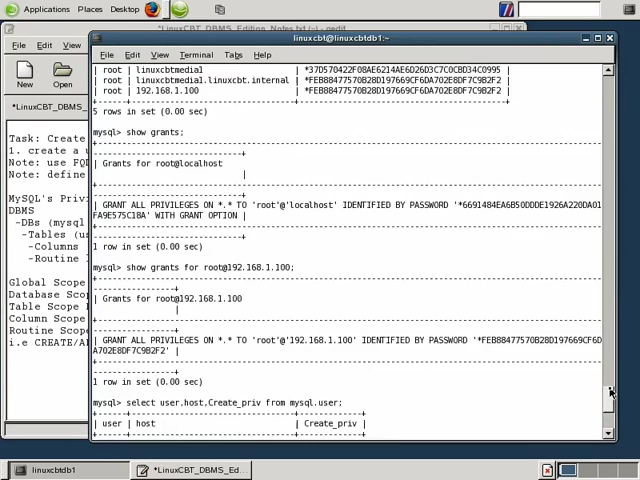 Applications Places Desktop
*LinuxCBT_DBMS_Edition_Notes.txt (~) - gedit
linuxcbt@linuxcbtdb1:~
File Edit View
File Edit View Terminal Tabs Help
New Open
*LinuxCBT_DBMS_
Task: Create
1. create a u
Note: use FQD
Note: define
MySQL's Privi
DBMS
-DBs (mysql
-Tables (us
-Columns
-Routine
Global Scope
Database Scop
Table Scope
Column Scope
Routine Scope
i.e CREATE/AL
| root | linuxcbtmedia1 | *37D570422F08AE6214AE6D26D3C7C0CBD34C0995 |
| root | linuxcbtmedia1.linuxcbt.internal | *FEB88477570B28D197669CF6DA702E8DF7C9B2F2 |
| root | 192.168.1.100 | *FEB88477570B28D197669CF6DA702E8DF7C9B2F2 |
5 rows in set (0.00 sec)
mysql> show grants;
| Grants for root@localhost
|
| GRANT ALL PRIVILEGES ON *.* TO 'root'@'localhost' IDENTIFIED BY PASSWORD '*6691484EA6B50DDDE1926A220DA01
FA9E575C18A' WITH GRANT OPTION |
1 row in set (0.00 sec)
mysql> show grants for root@192.168.1.100;
| Grants for root@192.168.1.100
|
| GRANT ALL PRIVILEGES ON *.* TO 'root'@'192.168.1.100' IDENTIFIED BY PASSWORD '*FEB88477570B28D197669CF6D
A702E8DF7C9B2F2' |
1 row in set (0.00 sec)
mysql> select user,host,Create_priv from mysql.user;
| user | host | Create_priv |
linuxcbtdb1
*LinuxCBT_DBMS_Ed...